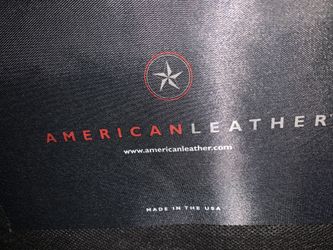 AMERICANLEATHER
www.americanleather.com
MADE IN THE USA